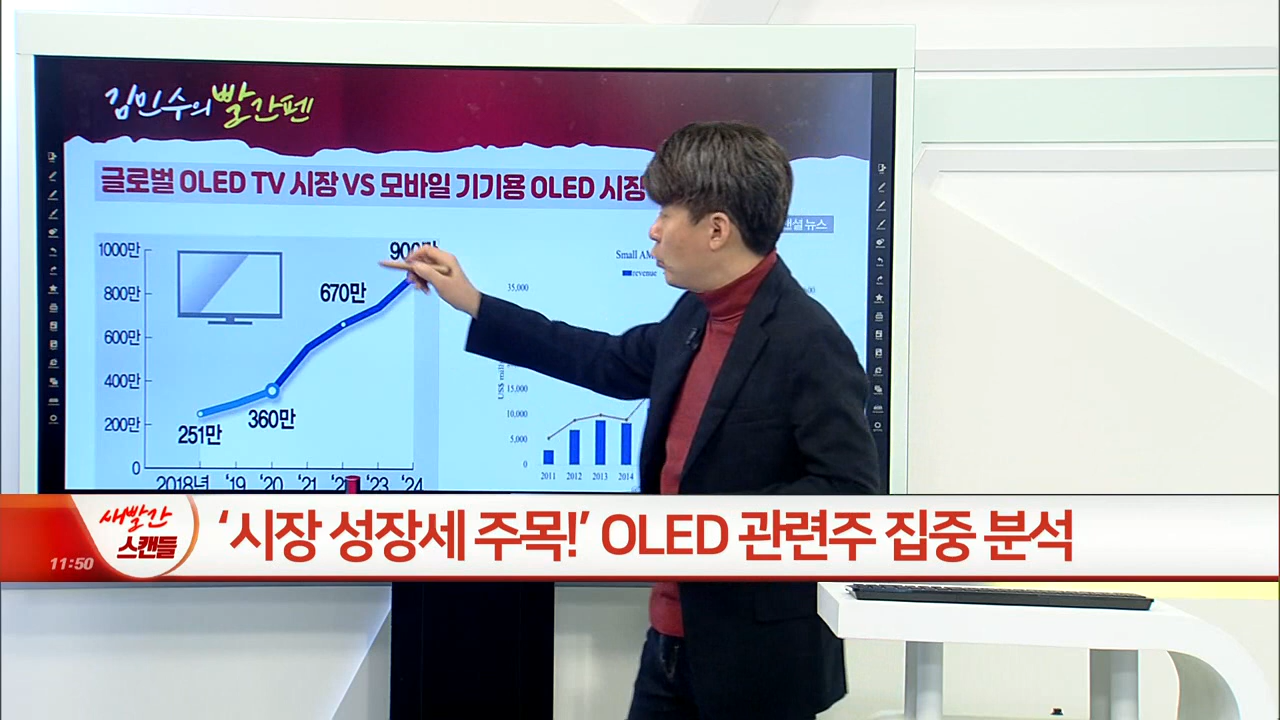 김민수의 빨간펜
글로벌 OLED TV 시장 VS 모바일 기기용 OLED 시장
뉴스
1000만
800만
600만
400만
200만
0
900만
670만
360만
251만
2018년 '19 '20 '21 '23 '24
Small
revenue
35,000
15,000
10,000
5,000
0
US$
2011 2012 2013 2014
새빨간
스캔들
11:50
'시장 성장세 주목!' OLED 관련주 집중 분석